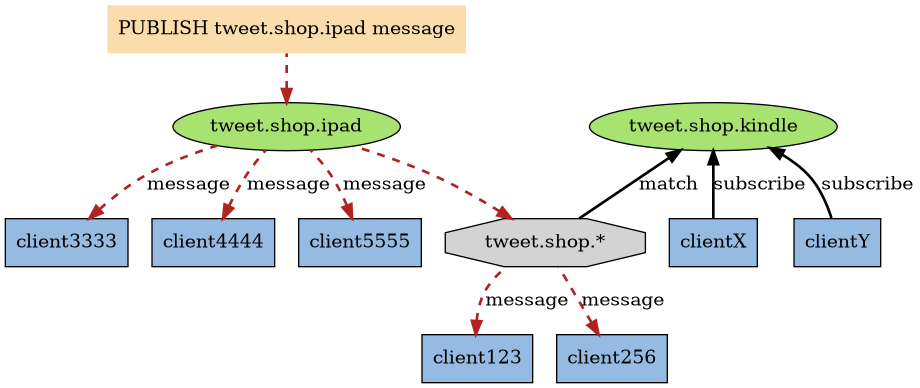 PUBLISH tweet.shop.ipad message
tweet.shop.ipad
tweet.shop.kindle
message
message
message
match
subscribe
subscribe
client3333
client4444
client5555
tweet.shop.*
clientX
clientY
message
message
client123
client256